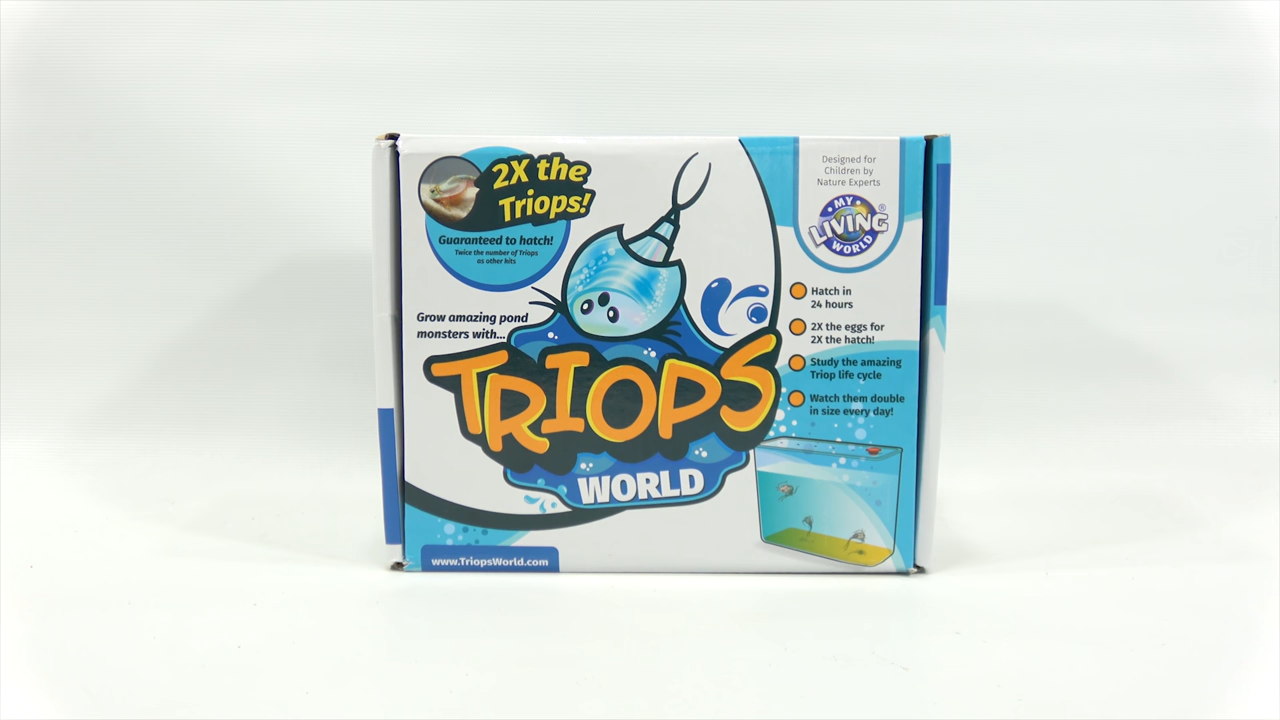 2X the
Triops!
Guaranteed to hatch!
Twice the number of Triops
as other kits
Grow amazing pond
monsters with...
TRIOPS
WORLD
www.TriopsWorld.com
Designed for
Children by
Nature Experts
MY
LIVING
WORLD
®
Hatch in
24 hours
2X the eggs for
2X the hatch!
Study the amazing
Triop life cycle
Watch them double
in size every day!